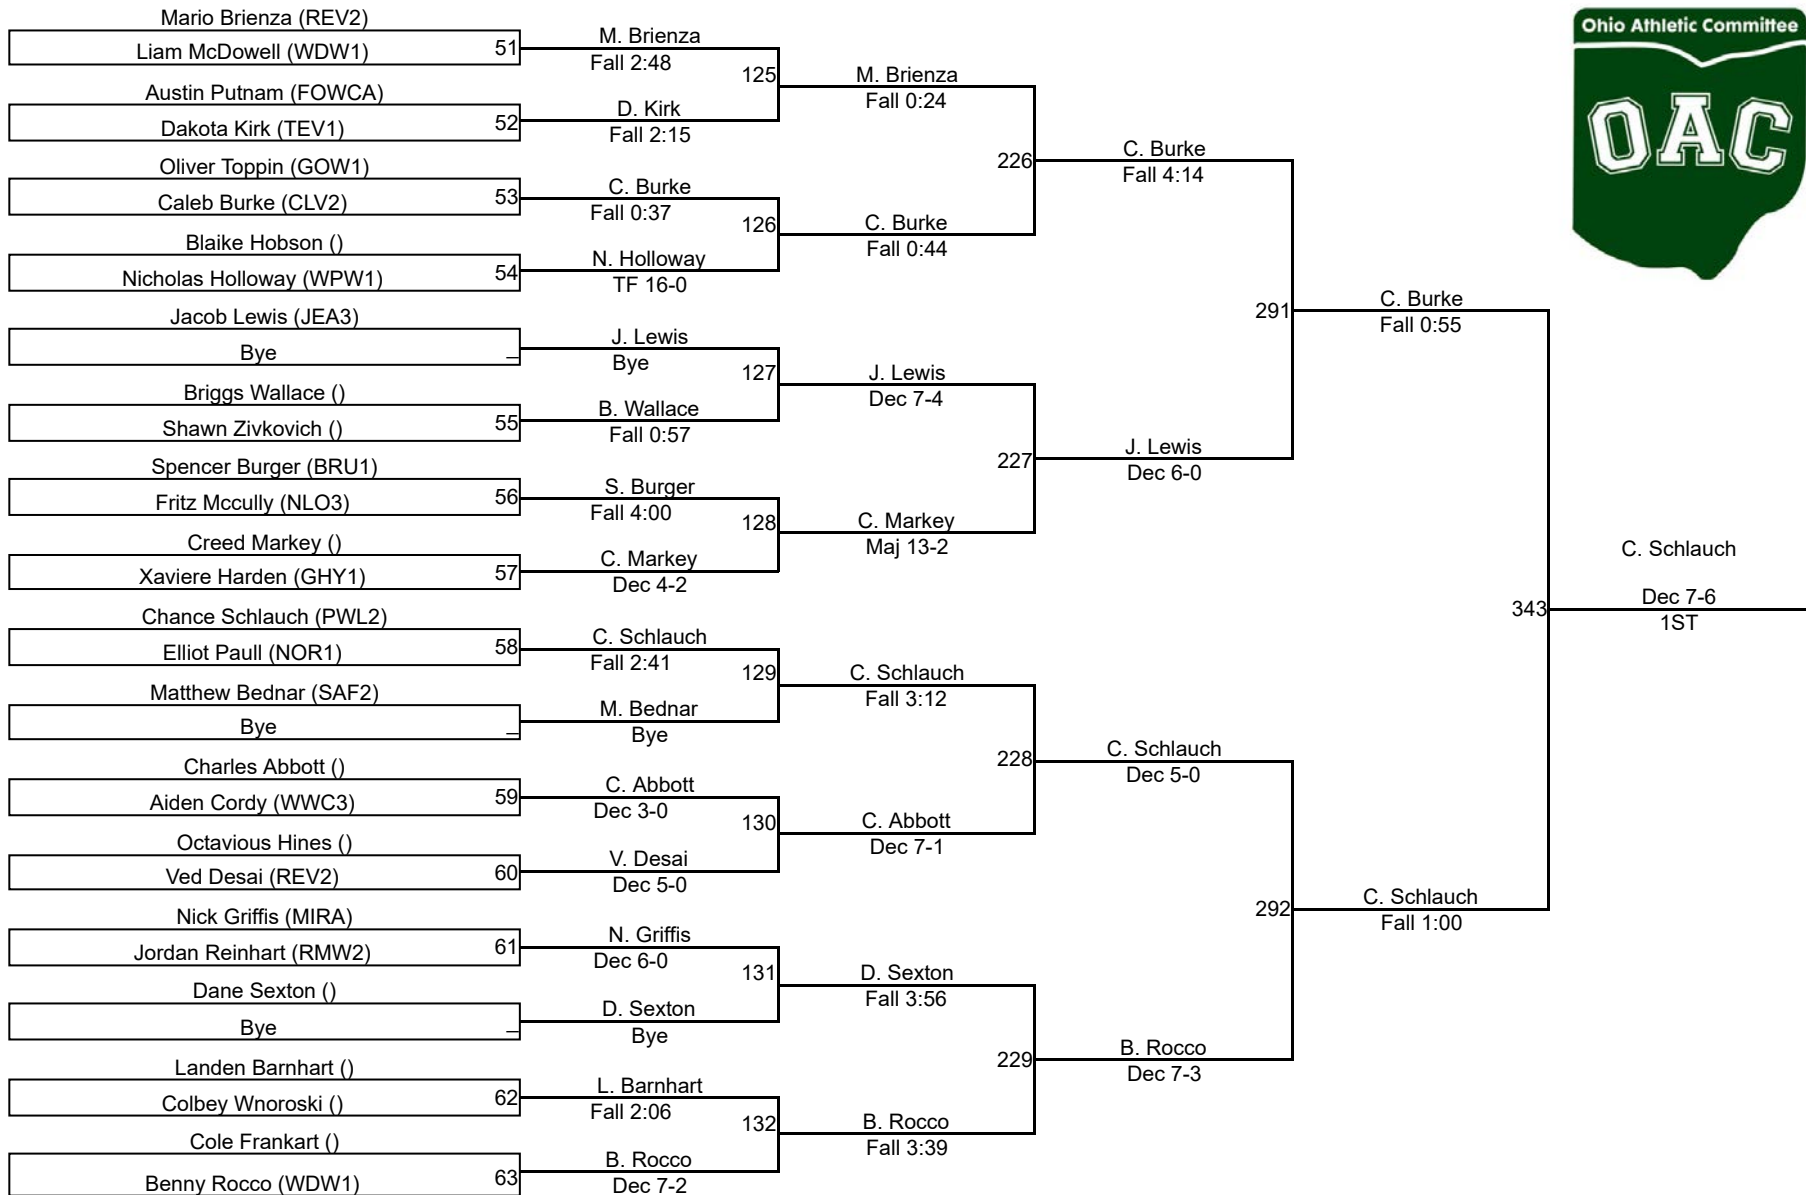 Mario Brienza (REV2)
Liam McDowell (WDW1)
51
Austin Putnam (FOWCA)
Dakota Kirk (TEV1)
52
Oliver Toppin (GOW1)
Caleb Burke (CLV2)
53
Blaike Hobson ()
Nicholas Holloway (WPW1)
54
Jacob Lewis (JEA3)
Bye
_
Briggs Wallace ()
Shawn Zivkovich ()
55
Spencer Burger (BRU1)
Fritz Mccully (NLO3)
56
Creed Markey ()
Xaviere Harden (GHY1)
57
Chance Schlauch (PWL2)
Elliot Paull (NOR1)
58
Matthew Bednar (SAF2)
Bye
_
Charles Abbott ()
Aiden Cordy (WWC3)
59
Octavious Hines ()
Ved Desai (REV2)
60
Nick Griffis (MIRA)
Jordan Reinhart (RMW2)
61
Dane Sexton ()
Bye
_
Landen Barnhart ()
Colbey Wnoroski ()
62
Cole Frankart ()
Benny Rocco (WDW1)
63
M. Brienza
Fall 2:48
125
D. Kirk
Fall 2:15
C. Burke
Fall 0:37
126
N. Holloway
TF 16-0
J. Lewis
Bye
127
B. Wallace
Fall 0:57
S. Burger
Fall 4:00
128
C. Markey
Dec 4-2
C. Schlauch
Fall 2:41
129
M. Bednar
Bye
C. Abbott
Dec 3-0
130
V. Desai
Dec 5-0
N. Griffis
Dec 6-0
131
D. Sexton
Bye
L. Barnhart
Fall 2:06
132
B. Rocco
Dec 7-2
M. Brienza
Fall 0:24
226
C. Burke
Fall 0:44
J. Lewis
Dec 7-4
227
C. Markey
Maj 13-2
C. Schlauch
Fall 3:12
228
C. Abbott
Dec 7-1
D. Sexton
Fall 3:56
229
B. Rocco
Fall 3:39
C. Burke
Fall 4:14
291
J. Lewis
Dec 6-0
C. Schlauch
Dec 5-0
292
B. Rocco
Dec 7-3
C. Burke
Fall 0:55
343
C. Schlauch
Fall 1:00
C. Schlauch
Dec 7-6
1ST
Ohio Athletic Committee
OAC